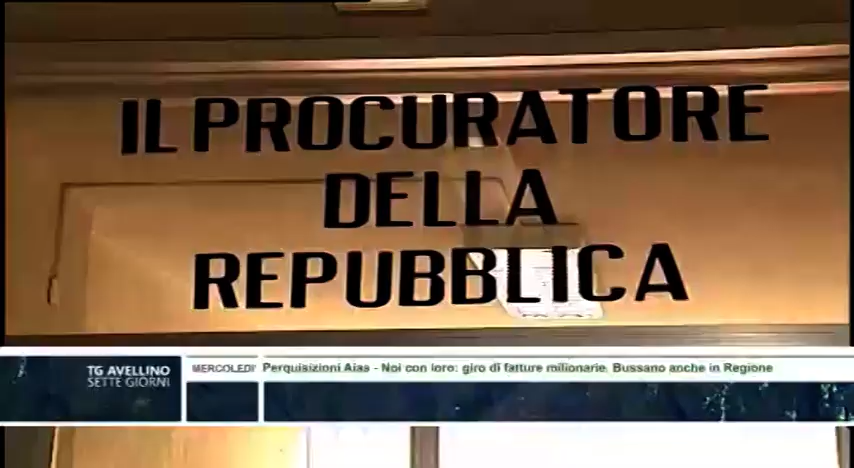 IL PROCURATORE
DELLA
REPUBBLICA
TG AVELLINO
SETTE GIORNI
MERCOLEDI' Perquisizioni Aias - Noi con loro: giro di fatture milionarie. Bussano anche in Regione